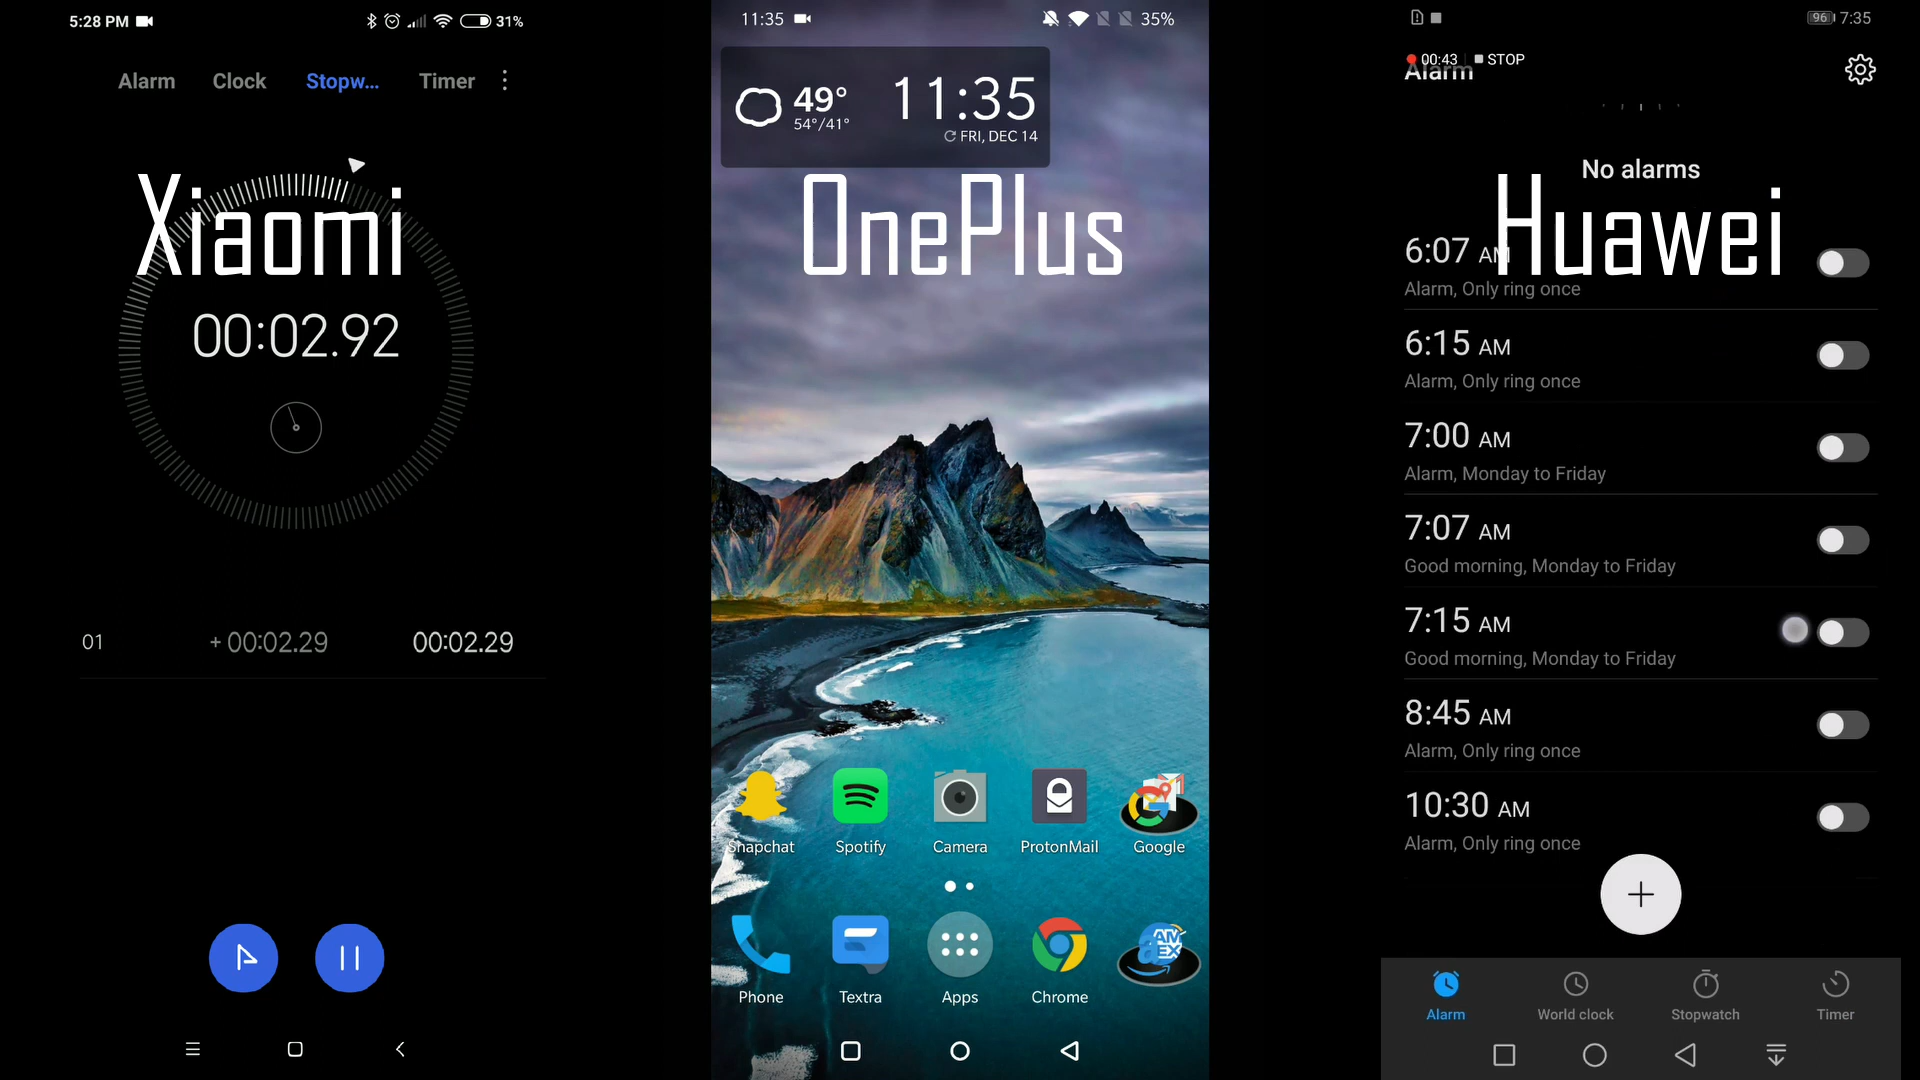 5:28 PM
31%
Alarm
Clock
Stopw...
Timer
Xiaomi
00:02.92
01
+ 00:02.29
00:02.29
11:35
35%
49°
54°/41°
11:35
FRI, DEC 14
OnePlus
Snapchat
Spotify
Camera
ProtonMail
Google
AM
EX
Phone
Textra
Apps
Chrome
96
7:35
00:43
STOP
Alarm
No alarms
Huawei
6:07 AM
Alarm, Only ring once
6:15 AM
Alarm, Only ring once
7:00 AM
Alarm, Monday to Friday
7:07 AM
Good morning, Monday to Friday
7:15 AM
Good morning, Monday to Friday
8:45 AM
Alarm, Only ring once
10:30 AM
Alarm, Only ring once
Alarm
World clock
Stopwatch
Timer